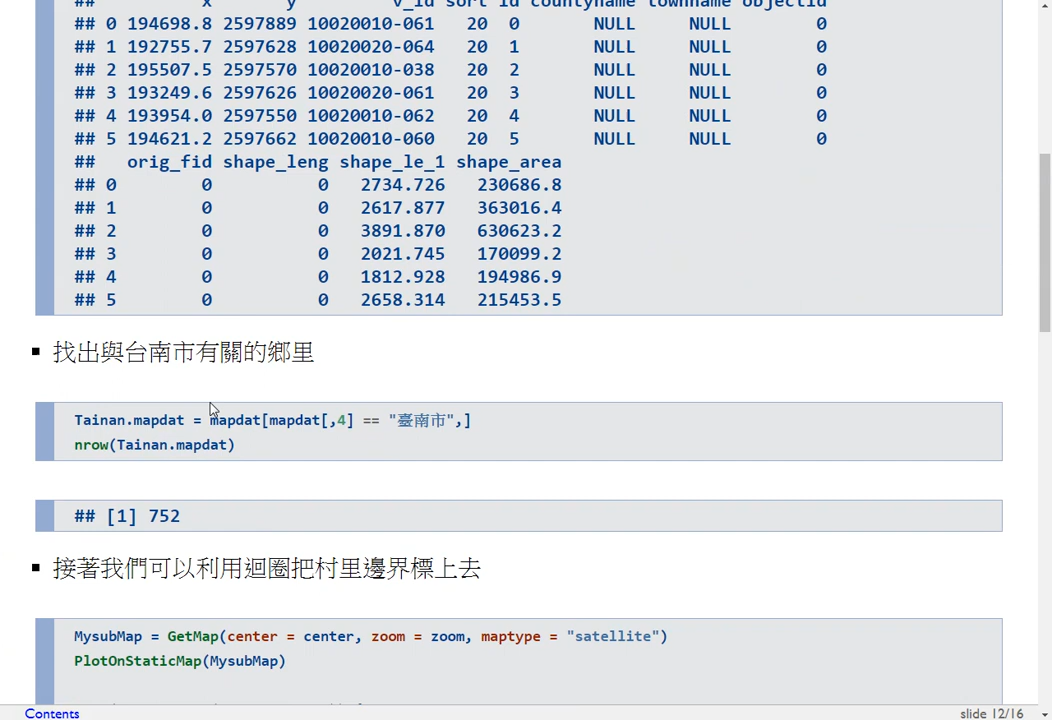 ## x y v_id sort id countyname townname objectid
## 0 194698.8 2597889 10020010-061 20 0 NULL NULL 0
## 1 192755.7 2597628 10020020-064 20 1 NULL NULL 0
## 2 195507.5 2597570 10020010-038 20 2 NULL NULL 0
## 3 193249.6 2597626 10020020-061 20 3 NULL NULL 0
## 4 193954.0 2597550 10020010-062 20 4 NULL NULL 0
## 5 194621.2 2597662 10020010-060 20 5 NULL NULL 0
## orig_fid shape_leng shape_le_1 shape_area
## 0 0 0 2734.726 230686.8
## 1 0 0 2617.877 363016.4
## 2 0 0 3891.870 630623.2
## 3 0 0 2021.745 170099.2
## 4 0 0 1812.928 194986.9
## 5 0 0 2658.314 215453.5
▪ 找出與台南市有關的鄉里
Tainan.mapdat = mapdat[mapdat[,4] == "臺南市",]
nrow(Tainan.mapdat)
## [1] 752
▪ 接著我們可以利用迴圈把村里邊界標上去
MysubMap = GetMap(center = center, zoom = zoom, maptype = "satellite")
PlotOnStaticMap(MysubMap)
Contents slide 12/16